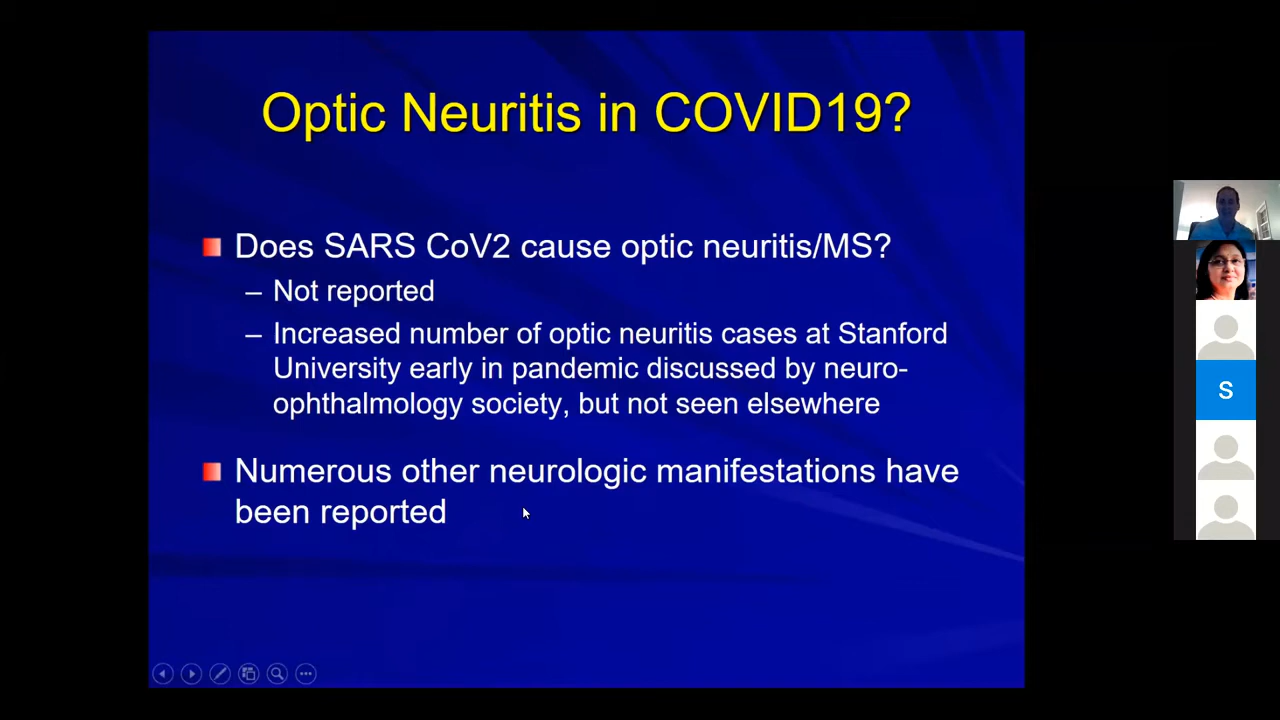 Optic Neuritis in COVID19?
Does SARS CoV2 cause optic neuritis/MS?
– Not reported
– Increased number of optic neuritis cases at Stanford
University early in pandemic discussed by neuro-
ophthalmology society, but not seen elsewhere
Numerous other neurologic manifestations have
been reported
S